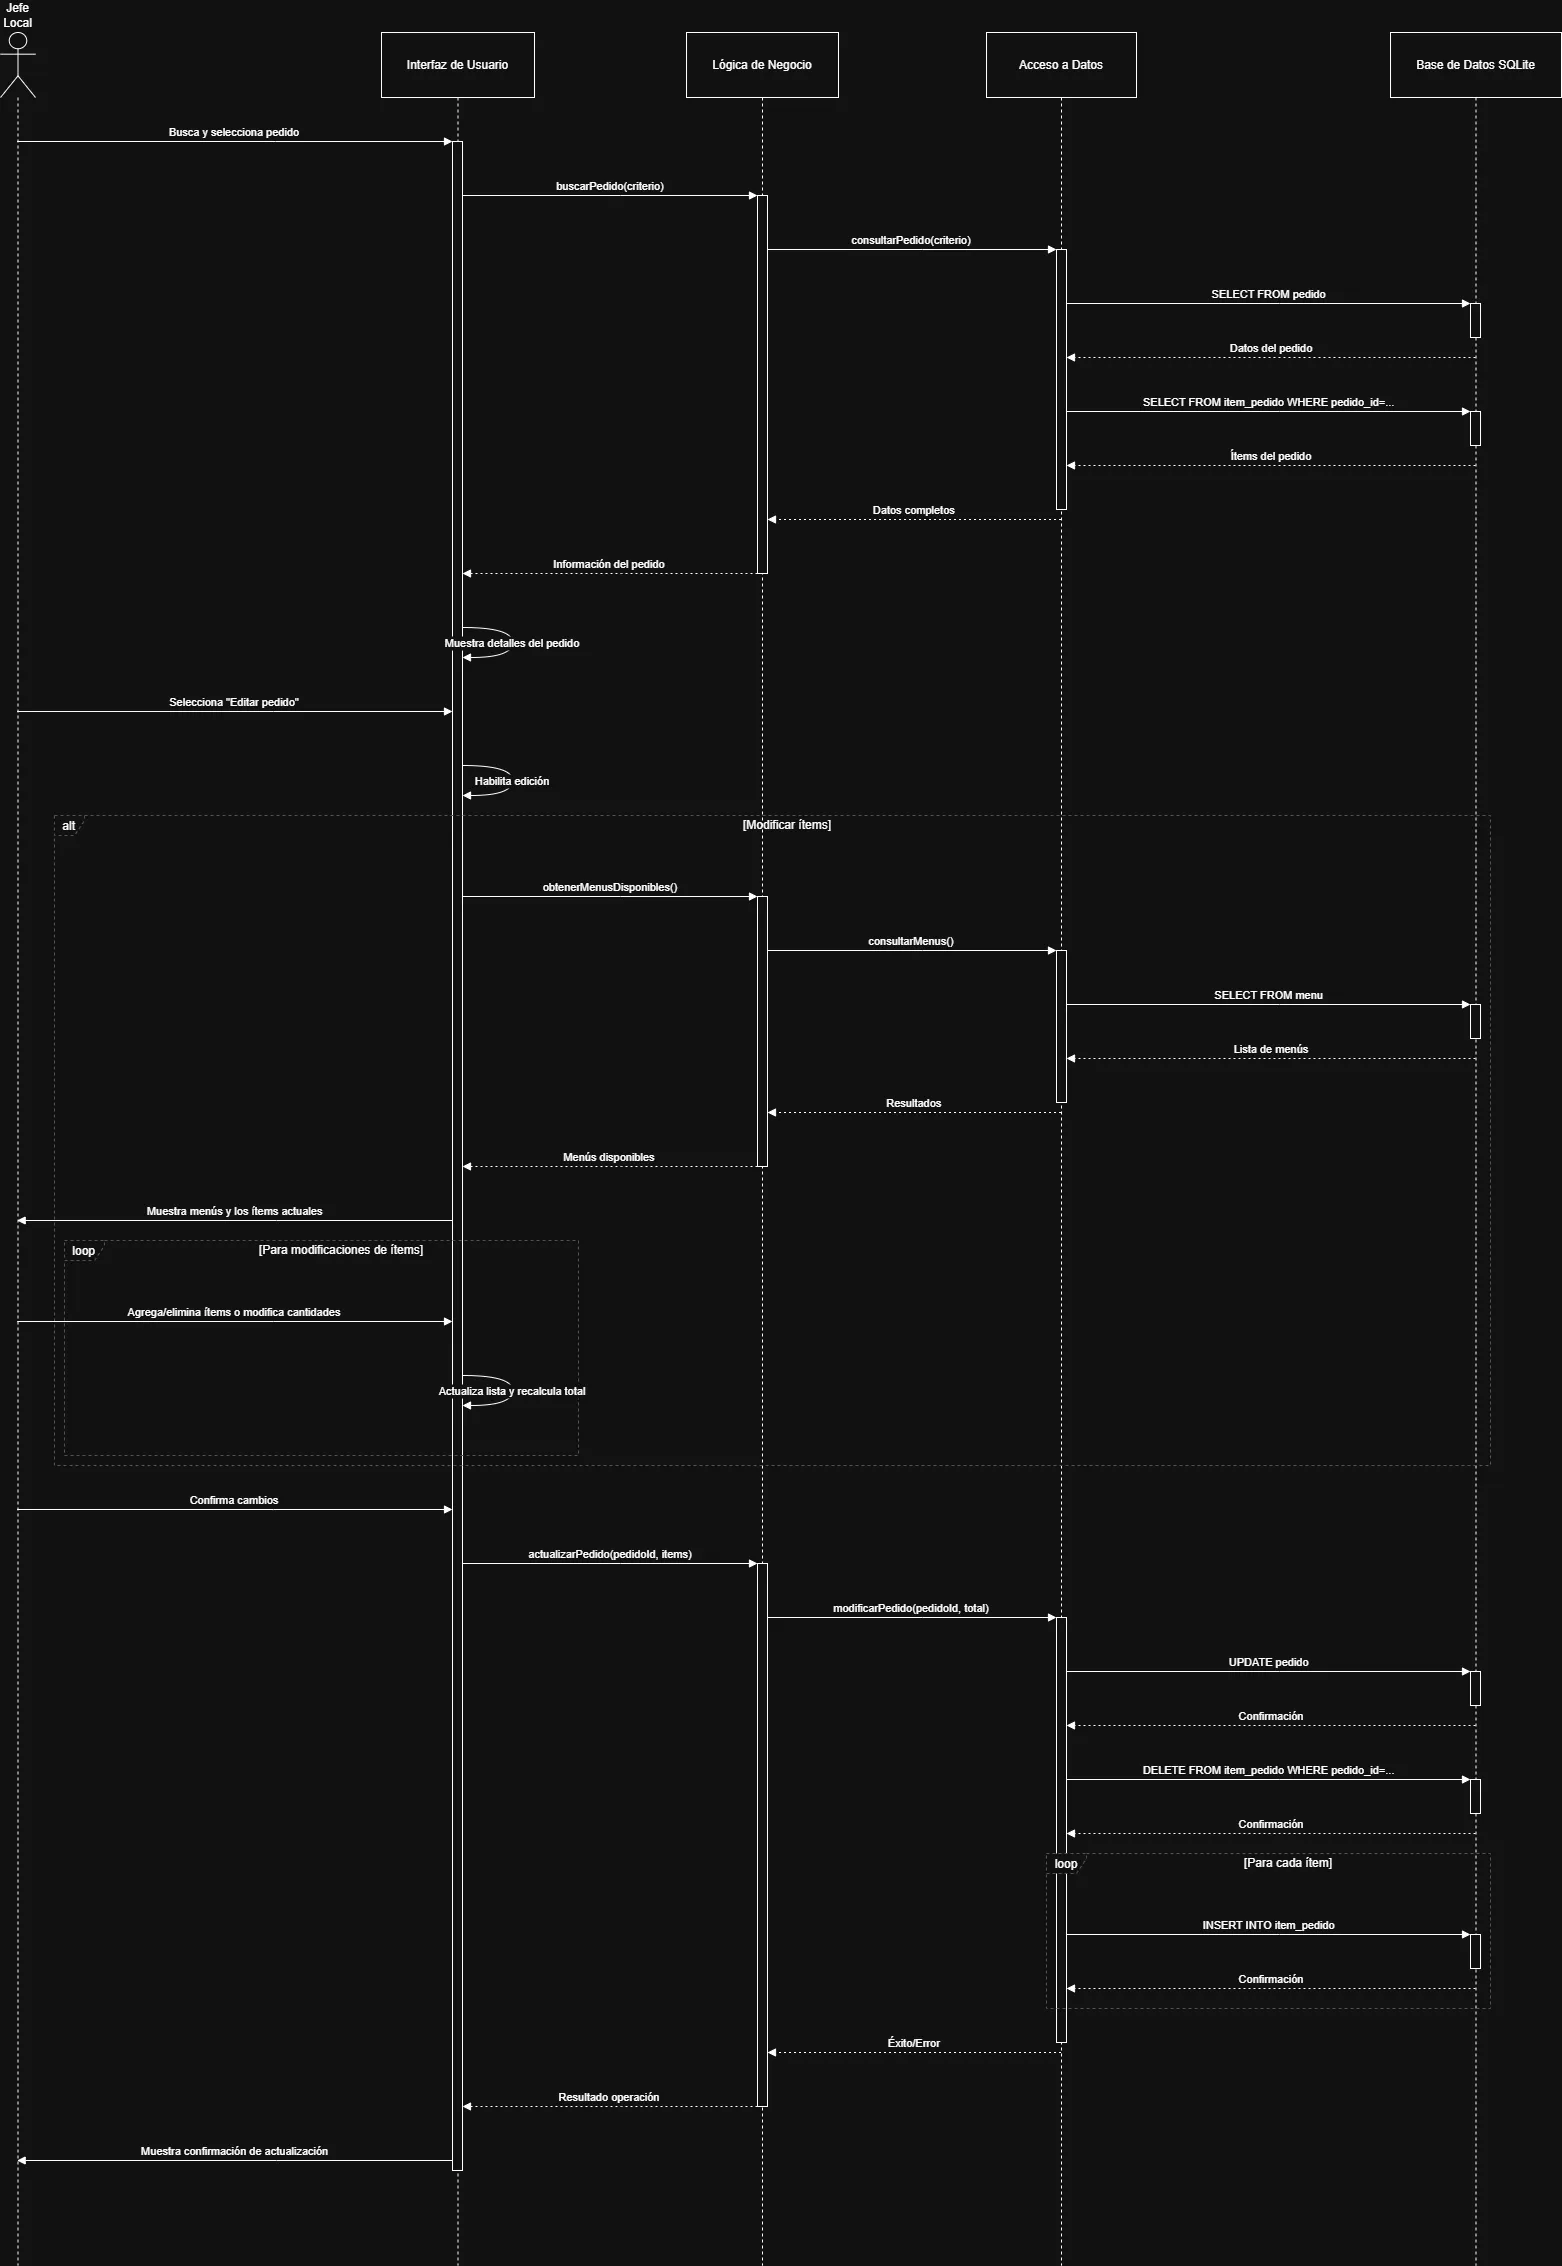 Jefe
Local
Interfaz de Usuario
Lógica de Negocio
Acceso a Datos
Base de Datos SQLite
Busca y selecciona pedido
buscarPedido(criterio)
consultarPedido(criterio)
SELECT FROM pedido
Datos del pedido
SELECT FROM item_pedido WHERE pedido_id=...
Ítems del pedido
Datos completos
Información del pedido
Muestra detalles del pedido
Selecciona "Editar pedido"
Habilita edición
alt
[Modificar ítems]
obtenerMenusDisponibles()
consultarMenus()
SELECT FROM menu
Lista de menús
Resultados
Menús disponibles
Muestra menús y los ítems actuales
loop
[Para modificaciones de ítems]
Agrega/elimina ítems o modifica cantidades
Actualiza lista y recalcula total
Confirma cambios
actualizarPedido(pedidoId, items)
modificarPedido(pedidoId, total)
UPDATE pedido
Confirmación
DELETE FROM item_pedido WHERE pedido_id=...
Confirmación
loop
[Para cada ítem]
INSERT INTO item_pedido
Confirmación
Éxito/Error
Resultado operación
Muestra confirmación de actualización